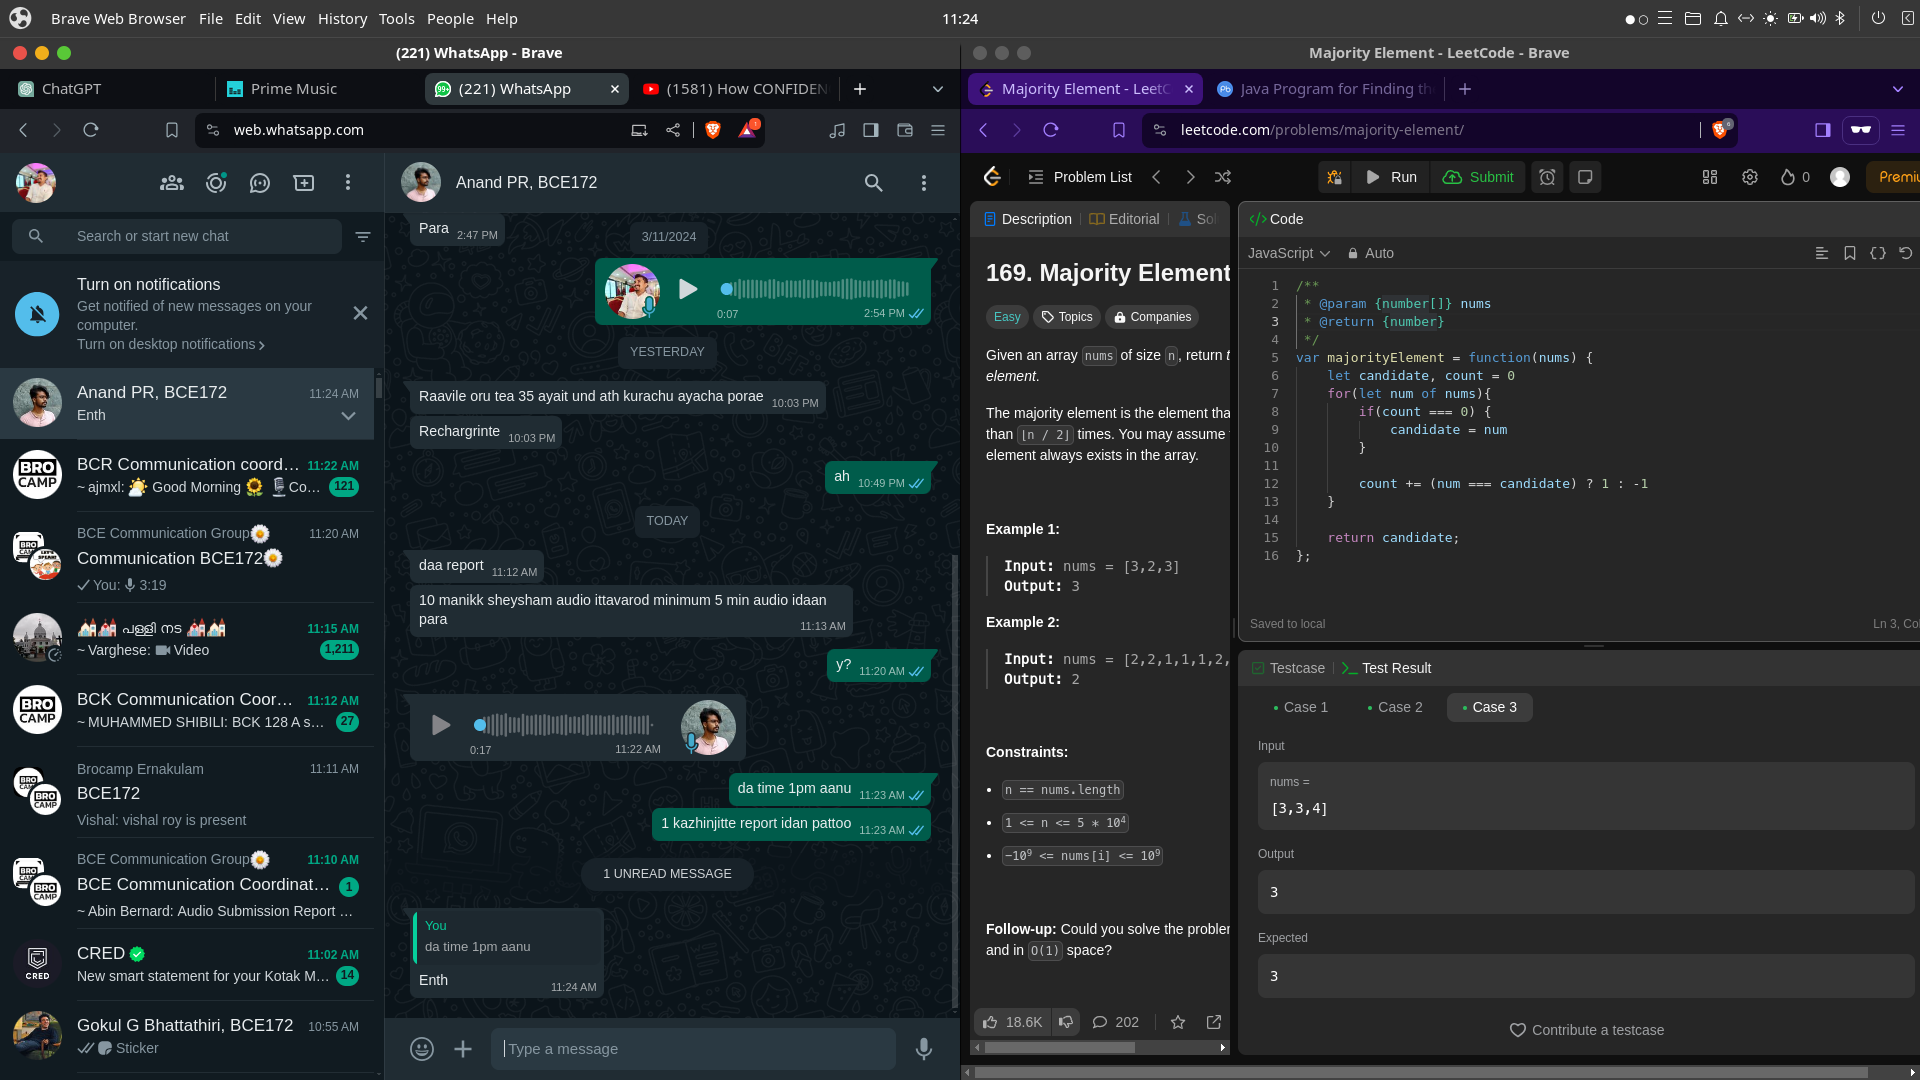 Brave Web Browser File Edit View History Tools People Help
11:24
(221) WhatsApp - Brave
ChatGPT
Prime Music
99+
(221) WhatsApp
(1581) How CONFIDEN
web.whatsapp.com
1
Search or start new chat
Turn on notifications
Get notified of new messages on your
computer.
Turn on desktop notifications
Anand PR, BCE172
11:24 AM
Enth
BRO CAMP
BCR Communication coord…
11:22 AM
~ ajmxl: ⛅ Good Morning 🌻 🎙Co…
121
BCE Communication Group🌼
11:20 AM
Communication BCE172🌼
You: 3:19
⛪⛪ പള്ളി നട ⛪⛪
11:15 AM
~ Varghese: Video
1,211
BRO CAMP
BCK Communication Coor…
11:12 AM
~ MUHAMMED SHIBILI: BCK 128 A s…
27
Brocamp Ernakulam
11:11 AM
BCE172
Vishal: vishal roy is present
BCE Communication Group🌼
11:10 AM
BCE Communication Coordinat…
1
~ Abin Bernard: Audio Submission Report …
CRED
CRED
11:02 AM
New smart statement for your Kotak M…
14
Gokul G Bhattathiri, BCE172
10:55 AM
Sticker
Anand PR, BCE172
Para
2:47 PM
3/11/2024
0:07
2:54 PM
YESTERDAY
Raavile oru tea 35 ayait und ath kurachu ayacha porae
10:03 PM
Rechargrinte
10:03 PM
ah
10:49 PM
TODAY
daa report
11:12 AM
10 manikk sheysham audio ittavarod minimum 5 min audio idaan
para
11:13 AM
y?
11:20 AM
0:17
11:22 AM
da time 1pm aanu
11:23 AM
1 kazhinjitte report idan pattoo
11:23 AM
1 UNREAD MESSAGE
You
da time 1pm aanu
Enth
11:24 AM
Type a message
Majority Element - LeetCode - Brave
Majority Element - LeetC
Java Program for Finding th
leetcode.com/problems/majority-element/
6
Problem List
Run
Submit
0
Premiu
Description
Editorial
Sol
169. Majority Element
Easy
Topics
Companies
Given an array nums of size n, return t
element.
The majority element is the element tha
than ⌊n / 2⌋ times. You may assume
element always exists in the array.
Example 1:
Input: nums = [3,2,3]
Output: 3
Example 2:
Input: nums = [2,2,1,1,1,2,
Output: 2
Constraints:
• n == nums.length
• 1 <= n <= 5 * 10⁴
• -10⁹ <= nums[i] <= 10⁹
Follow-up: Could you solve the problem
and in O(1) space?
18.6K
202
Code
JavaScript
Auto
1 /**
2 * @param {number[]} nums
3 * @return {number}
4 */
5 var majorityElement = function(nums) {
6 let candidate, count = 0
7 for(let num of nums){
8 if(count === 0) {
9 candidate = num
10 }
11
12 count += (num === candidate) ? 1 : -1
13 }
14
15 return candidate;
16 };
Saved to local
Ln 3, Col
Testcase
Test Result
• Case 1
• Case 2
• Case 3
Input
nums =
[3,3,4]
Output
3
Expected
3
Contribute a testcase